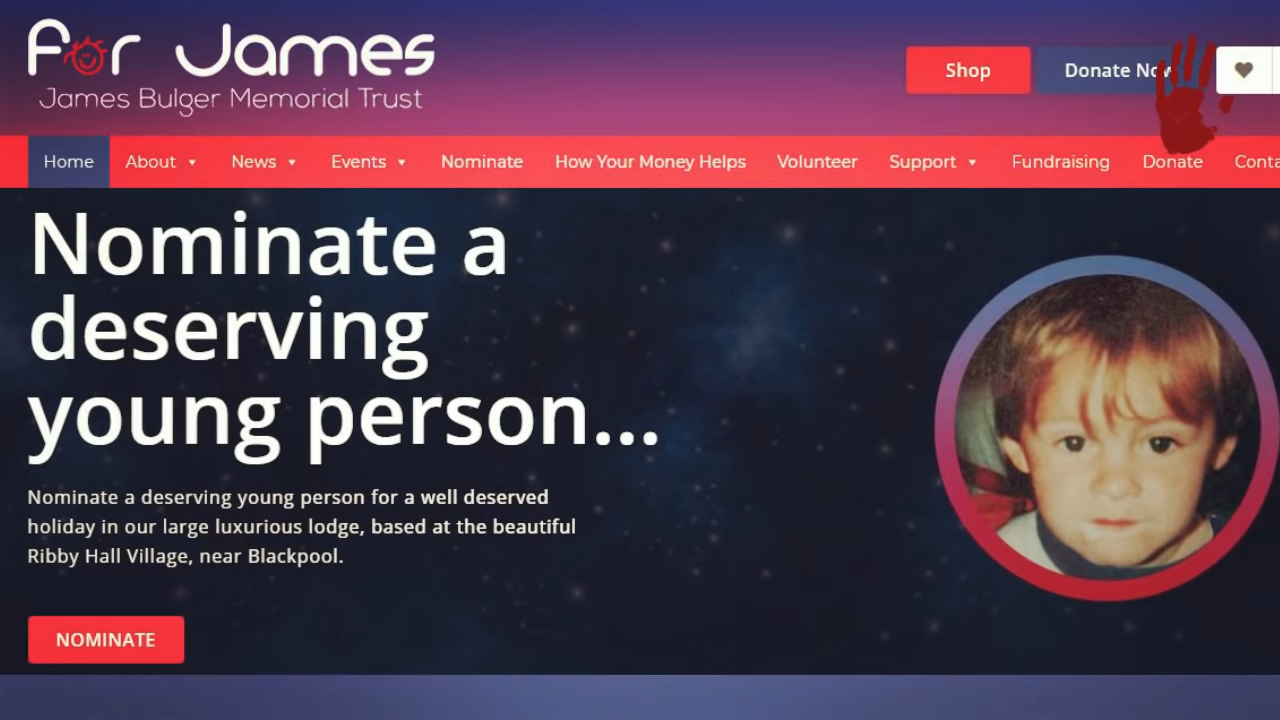 For James
James Bulger Memorial Trust
Shop
Donate Now
Home
About
News
Events
Nominate
How Your Money Helps
Volunteer
Support
Fundraising
Donate
Nominate a
deserving
young person...
Nominate a deserving young person for a well deserved
holiday in our large luxurious lodge, based at the beautiful
Ribby Hall Village, near Blackpool.
NOMINATE